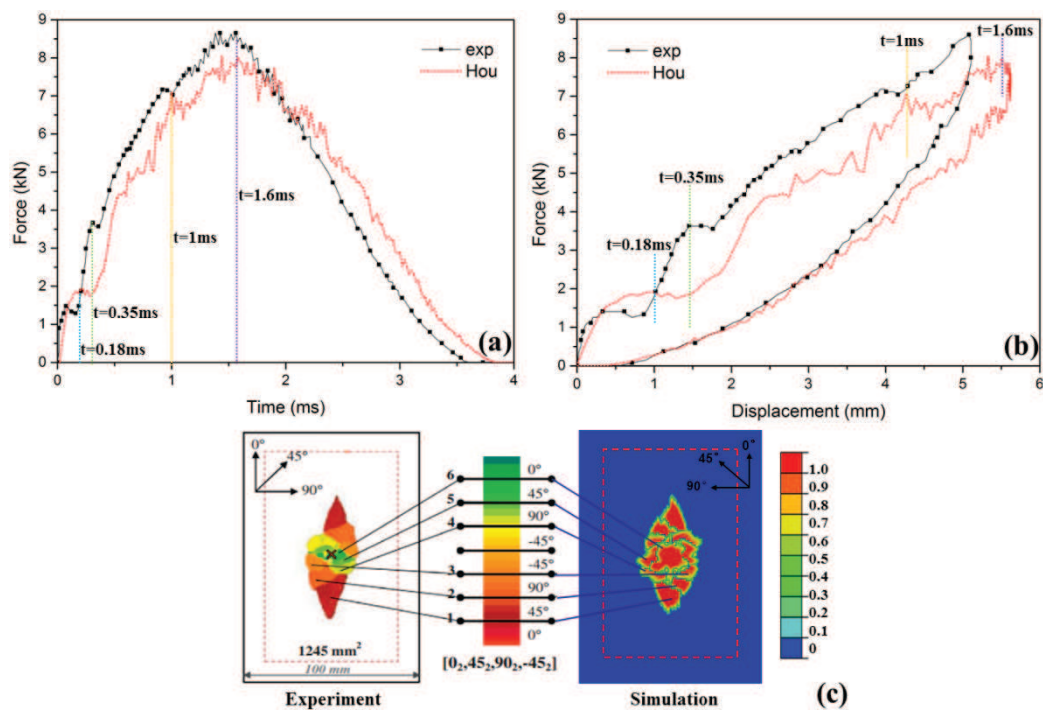 9
8
7
6
5
4
3
2
1
0
Force (kN)
exp
Hou
t=1.6ms
t=1ms
t=0.35ms
t=0.18ms
(a)
0 1 2 3 4
Time (ms)
9
8
7
6
5
4
3
2
1
0
Force (kN)
exp
Hou
t=1ms
t=1.6ms
t=0.35ms
t=0.18ms
(b)
0 1 2 3 4 5 6
Displacement (mm)
0°
45°
90°
1245 mm²
100 mm
Experiment
6
5
4
3
2
1
0°
45°
90°
-45°
-45°
90°
45°
0°
[0₂,45₂,90₂,-45₂]
0°
45°
90°
Simulation
1.0
0.9
0.8
0.7
0.6
0.5
0.4
0.3
0.2
0.1
0
(c)